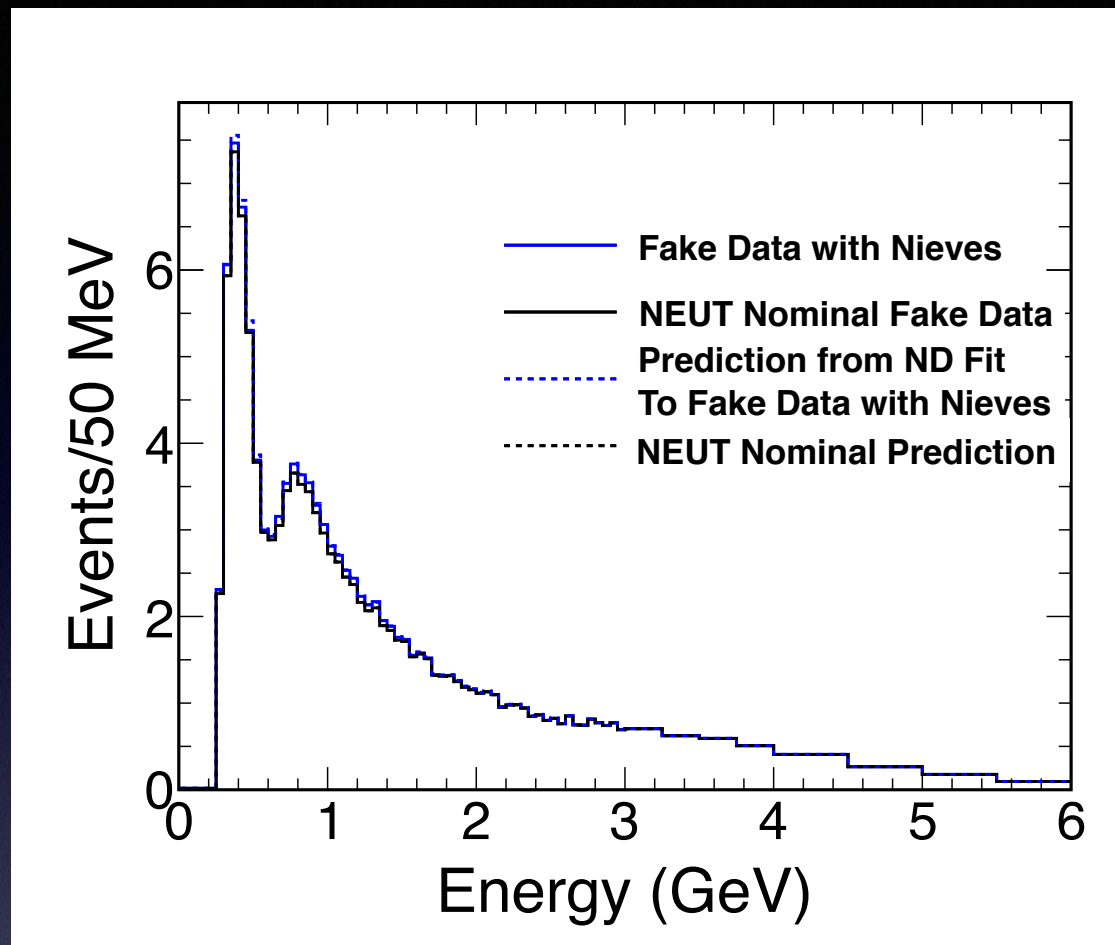 Events/50 MeV
6
4
2
0
Fake Data with Nieves
NEUT Nominal Fake Data
Prediction from ND Fit
To Fake Data with Nieves
NEUT Nominal Prediction
0 1 2 3 4 5 6
Energy (GeV)